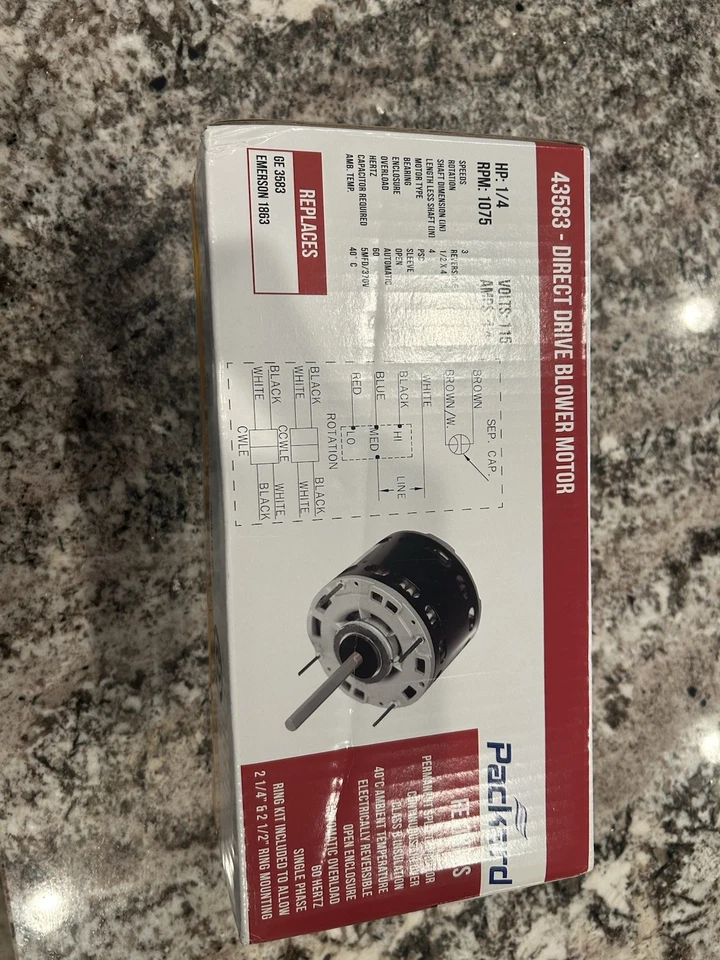 43583 - DIRECT DRIVE BLOWER MOTOR
HP: 1/4
VOLTS: 115
RPM: 1075
AMPS:
SPEEDS 3
ROTATION
SHAFT DIMENSION (IN) 1/2 X 4
LENGTH LESS SHAFT (IN) 4
MOTOR TYPE PSC
BEARING SLEEVE
ENCLOSURE OPEN
OVERLOAD AUTOMATIC
HERTZ 60
CAPACITOR REQUIRED 5MFD/370V
AMB. TEMP. 40° C
REPLACES
GE 3583
EMERSON 1863
SEP. CAP.
BROWN
BROWN/W.
WHITE
LINE
BLACK HI
BLUE MED
RED LO
ROTATION
BLACK BLACK
WHITE WHITE
CCWLE
BLACK BLACK
WHITE
CWLE
Packard
PERMANENT
CLASS B INSULATION
40°C AMBIENT TEMPERATURE
ELECTRICALLY REVERSIBLE
OPEN ENCLOSURE
AUTOMATIC OVERLOAD
60 HERTZ
SINGLE PHASE
RING KIT INCLUDED TO ALLOW
2 1/4" & 2 1/2" RING MOUNTING